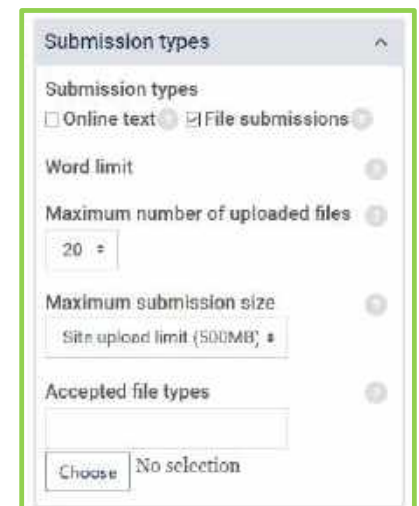 Submission types
Submission types
Online text File submissions
Word limit
Maximum number of uploaded files
20
Maximum submission size
Site upload limit (500MB)
Accepted file types
Choose No selection